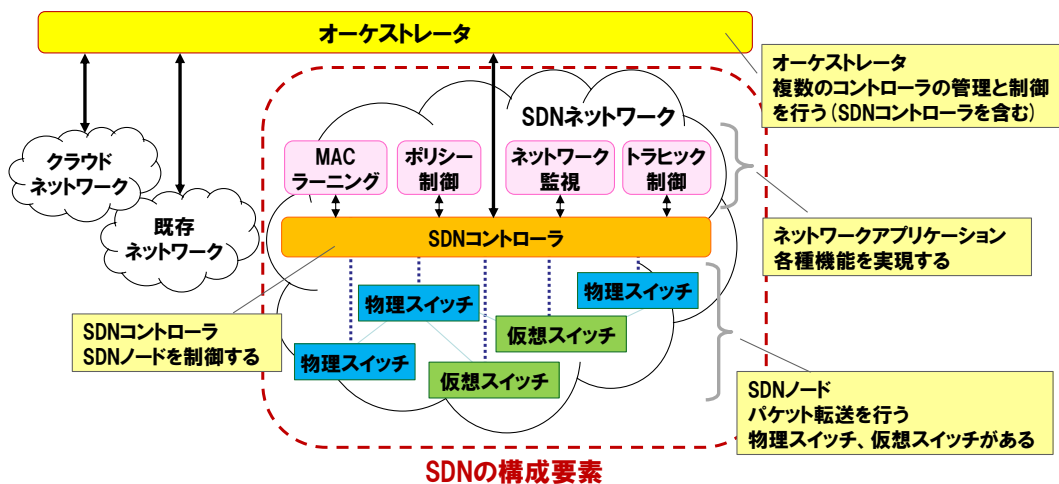 オーケストレータ
オーケストレータ
複数のコントローラの管理と制御
を行う(SDNコントローラを含む)
SDNネットワーク
クラウド
ネットワーク
既存
ネットワーク
MAC
ラーニング
ポリシー
制御
ネットワーク
監視
トラヒック
制御
SDNコントローラ
ネットワークアプリケーション
各種機能を実現する
物理スイッチ
物理スイッチ
仮想スイッチ
物理スイッチ
仮想スイッチ
SDNコントローラ
SDNノードを制御する
SDNノード
パケット転送を行う
物理スイッチ、仮想スイッチがある
SDNの構成要素